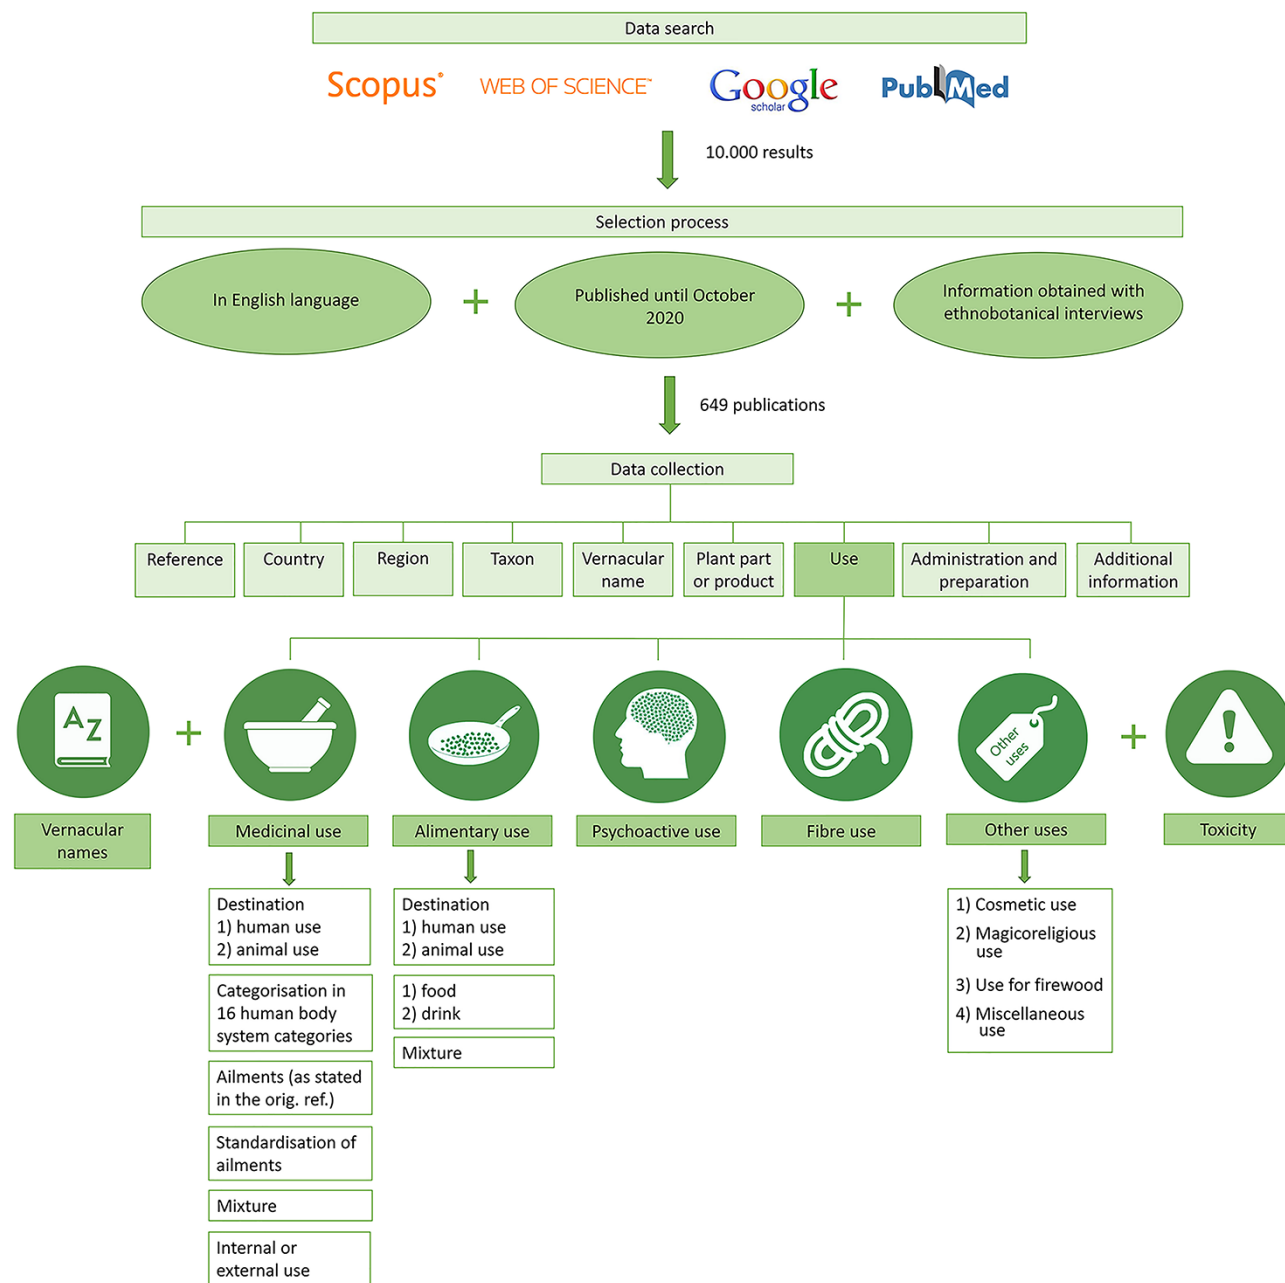 Data search
Scopus®
WEB OF SCIENCE™
Google
scholar
PubMed
10.000 results
Selection process
In English language
+
Published until October
2020
+
Information obtained with
ethnobotanical interviews
649 publications
Data collection
Reference
Country
Region
Taxon
Vernacular
name
Plant part
or product
Use
Administration and
preparation
Additional
information
A
Z
+
Other
uses
+
!
Vernacular
names
Medicinal use
Alimentary use
Psychoactive use
Fibre use
Other uses
Toxicity
Destination
1) human use
2) animal use
Categorisation in
16 human body
system categories
Ailments (as stated
in the orig. ref.)
Standardisation of
ailments
Mixture
Internal or
external use
Destination
1) human use
2) animal use
1) food
2) drink
Mixture
1) Cosmetic use
2) Magicoreligious
use
3) Use for firewood
4) Miscellaneous
use